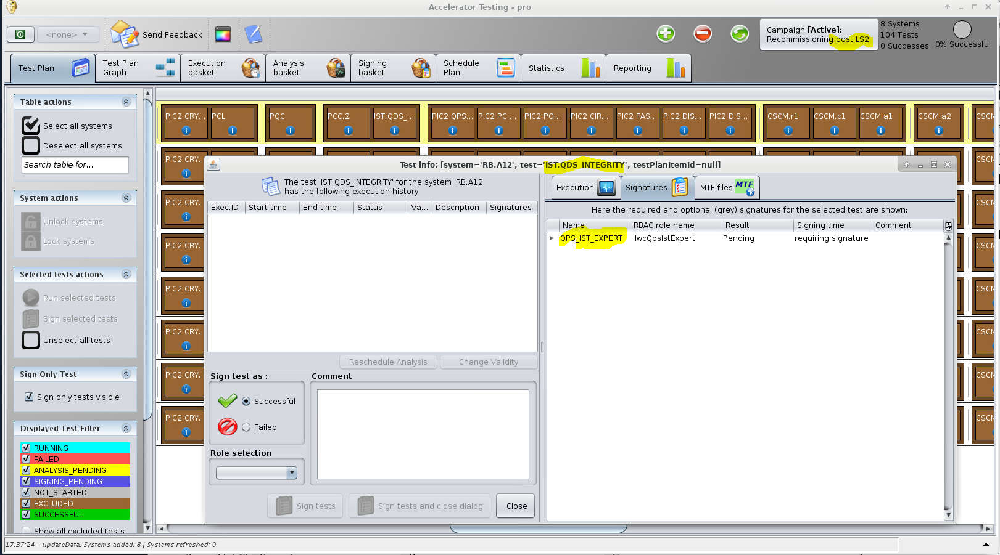 Accelerator Testing - pro
<none>
Send Feedback
Campaign [Active]:
Recommissioning post LS2
8 Systems
104 Tests
0 Successes
0% Successful
Test Plan
Test Plan
Graph
Execution
basket
Analysis
basket
Signing
basket
Schedule
Plan
Statistics
Reporting
Table actions
Select all systems
Deselect all systems
Search table for...
System actions
Unlock systems
Lock systems
Selected tests actions
Run selected tests
Sign selected tests
Unselect all tests
Sign Only Test
Sign only tests visible
Displayed Test Filter
RUNNING
FAILED
ANALYSIS_PENDING
SIGNING_PENDING
NOT_STARTED
EXCLUDED
SUCCESSFUL
Show all excluded tests
PIC2 CRY... PCL PQC PCC.2 IST.QDS_... PIC2 QPS... PIC2 PC ... PIC2 PO... PIC2 CIR... PIC2 FAS... PIC2 DIS... PIC2 DIS... CSCM.r1 CSCM.c1 CSCM.a1 CSCM.a2 CSCM
PIC2 CRY..
PIC2 CRY.. CSCM
PIC2 CRY.. CSCM
PIC2 CRY.. CSCM
PIC2 CRY.. CSCM
PIC2 CRY.. CSCM
PIC2 CRY.. CSCM
Test info: [system='RB.A12', test='IST.QDS_INTEGRITY', testPlanItemId=null]
The test 'IST.QDS_INTEGRITY' for the system 'RB.A12
has the following execution history:
Exec.ID Start time End time Status Va... Description Signatures
Reschedule Analysis
Change Validity
Sign test as :
Successful
Failed
Role selection
Comment
Sign tests
Sign tests and close dialog
Close
Execution
Signatures
MTF files MTF
Here the required and optional (grey) signatures for the selected test are shown:
Name RBAC role name Result Signing time Comment
QPS_IST_EXPERT HwcQpsIstExpert Pending requiring signature
17:37:24 - updateData: Systems added: 8 | Systems refreshed: 0